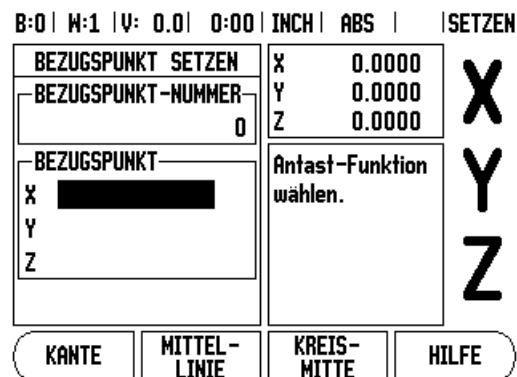 B:0 | W:1 | V: 0.0 | 0:00 | INCH | ABS | | SETZEN
BEZUGSPUNKT SETZEN
BEZUGSPUNKT-NUMMER
0
BEZUGSPUNKT
X
Y
Z
X 0.0000
Y 0.0000
Z 0.0000
Antast-Funktion
wählen.
X
Y
Z
KANTE
MITTEL-
LINIE
KREIS-
MITTE
HILFE